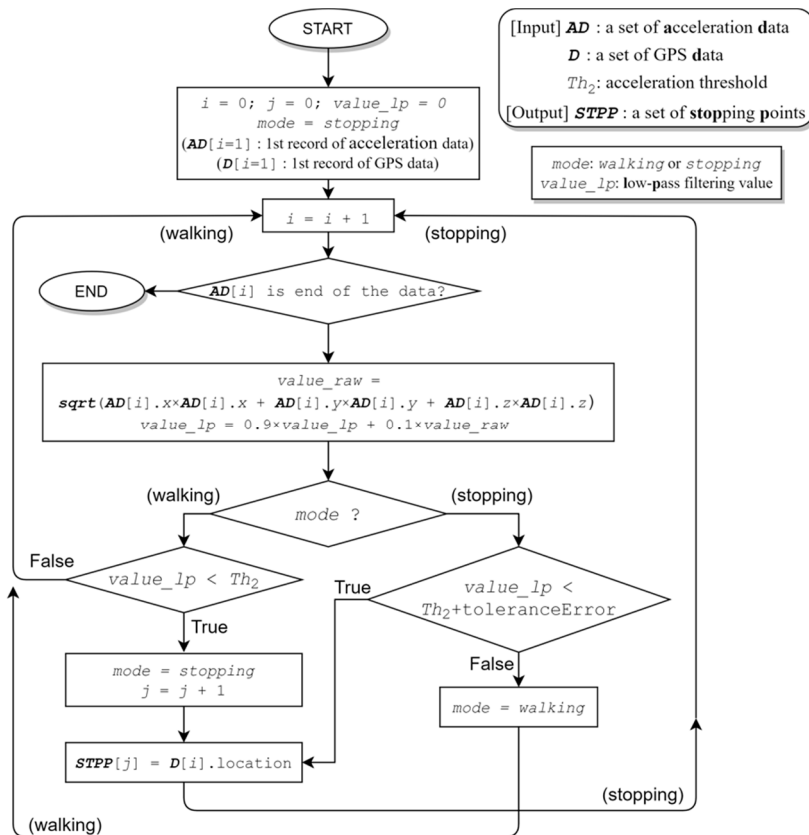 START
[Input] AD : a set of acceleration data
D : a set of GPS data
Th₂: acceleration threshold
[Output] STPP : a set of stopping points
i = 0; j = 0; value_lp = 0
mode = stopping
(AD[i=1] : 1st record of acceleration data)
(D[i=1] : 1st record of GPS data)
mode: walking or stopping
value_lp: low-pass filtering value
i = i + 1
(walking)
(stopping)
END
AD[i] is end of the data?
value_raw =
sqrt(AD[i].x×AD[i].x + AD[i].y×AD[i].y + AD[i].z×AD[i].z)
value_lp = 0.9×value_lp + 0.1×value_raw
(walking)
(stopping)
mode ?
False
value_lp < Th₂
True
value_lp <
Th₂+toleranceError
True
False
mode = stopping
j = j + 1
mode = walking
STPP[j] = D[i].location
(stopping)
(walking)